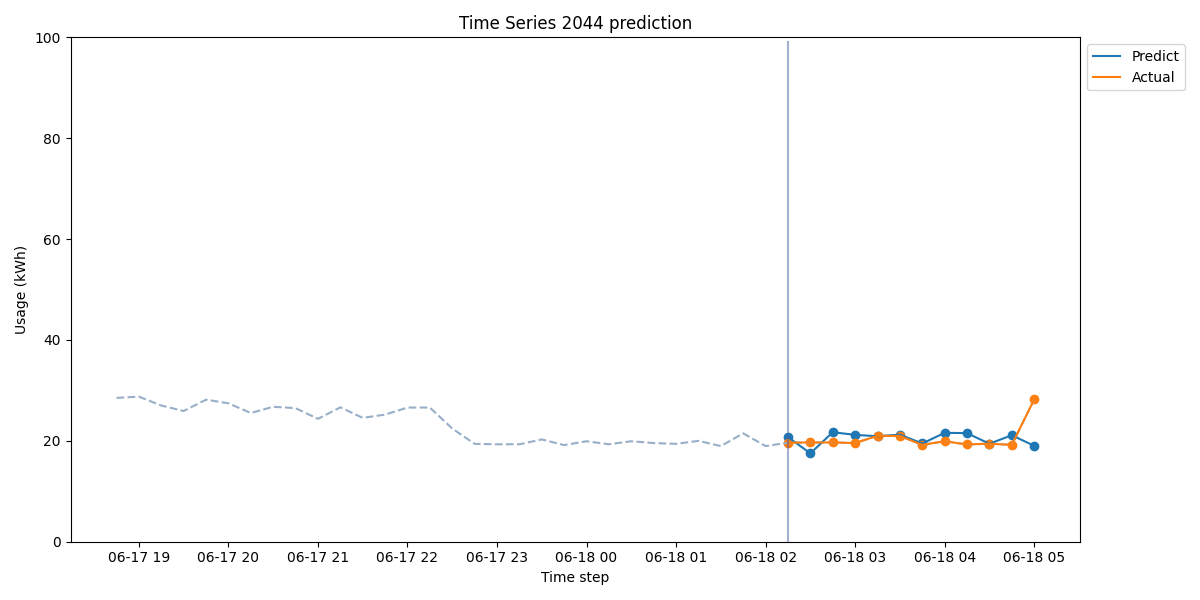 Time Series 2044 prediction
Usage (kWh)
100
80
60
40
20
0
Predict
Actual
06-17 19 06-17 20 06-17 21 06-17 22 06-17 23 06-18 00 06-18 01 06-18 02 06-18 03 06-18 04 06-18 05
Time step